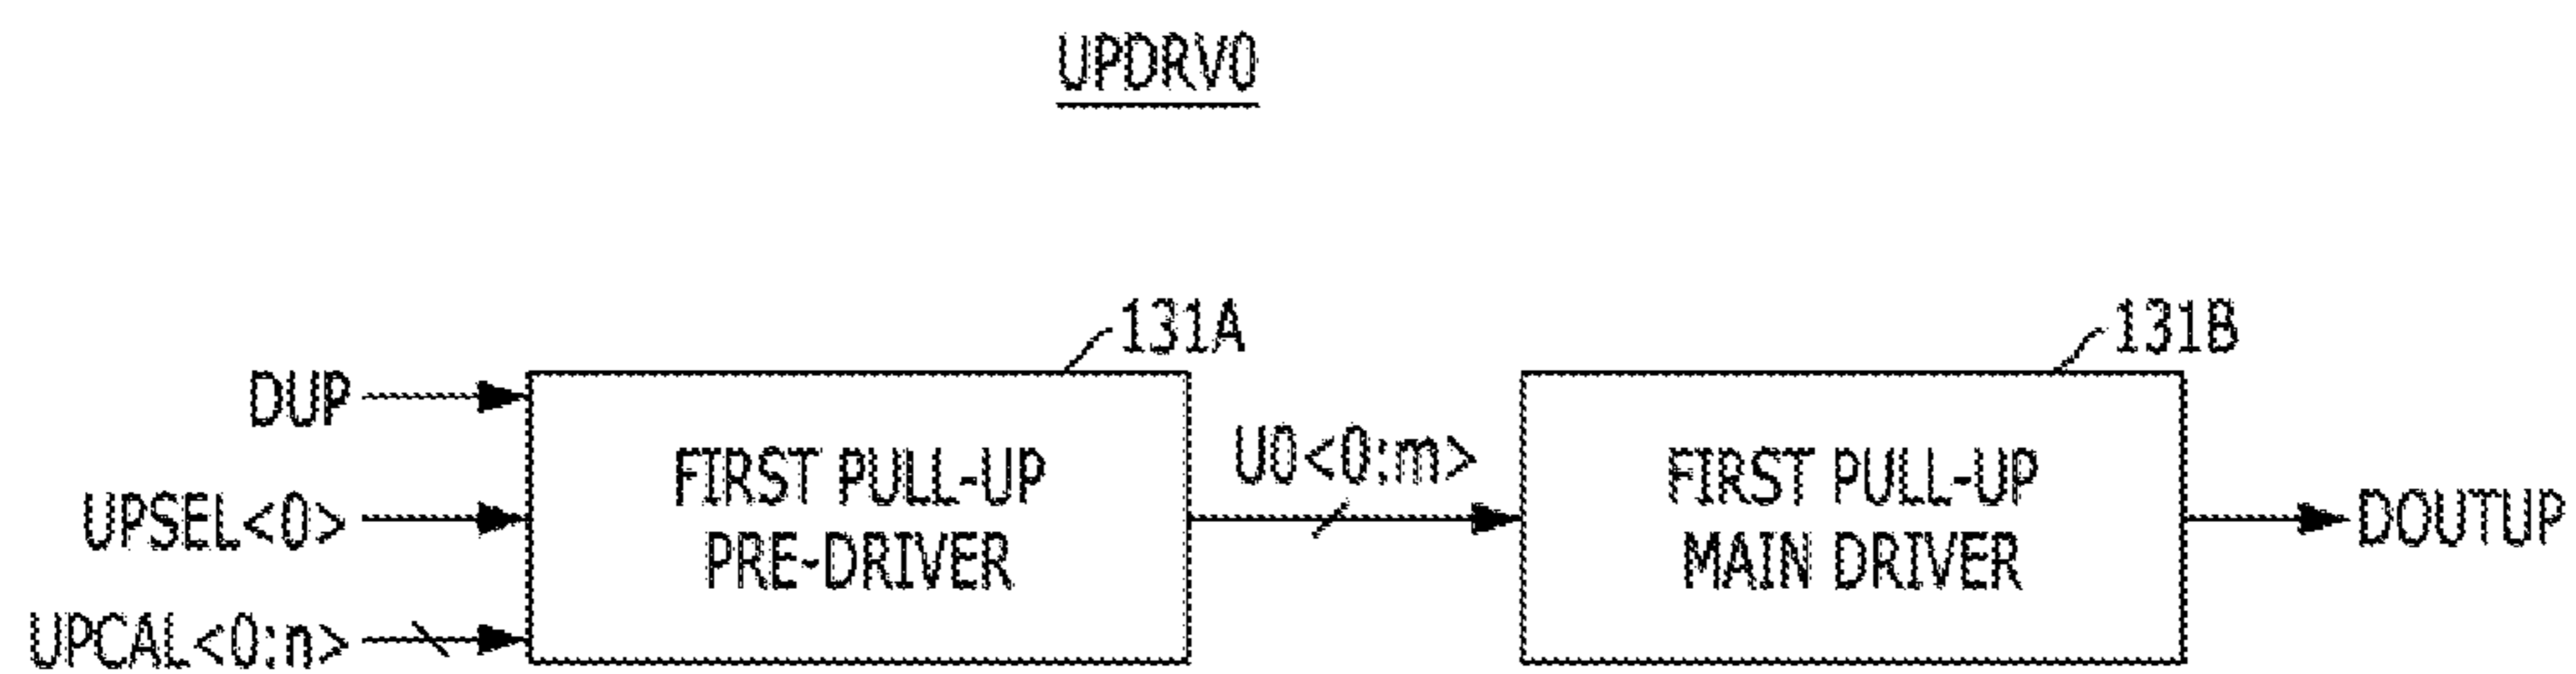 UPDRV0
131A
131B
DUP
UPSEL<0>
UPCAL<0:n>
FIRST PULL-UP
PRE-DRIVER
U0<0:m>
FIRST PULL-UP
MAIN DRIVER
DOUTUP